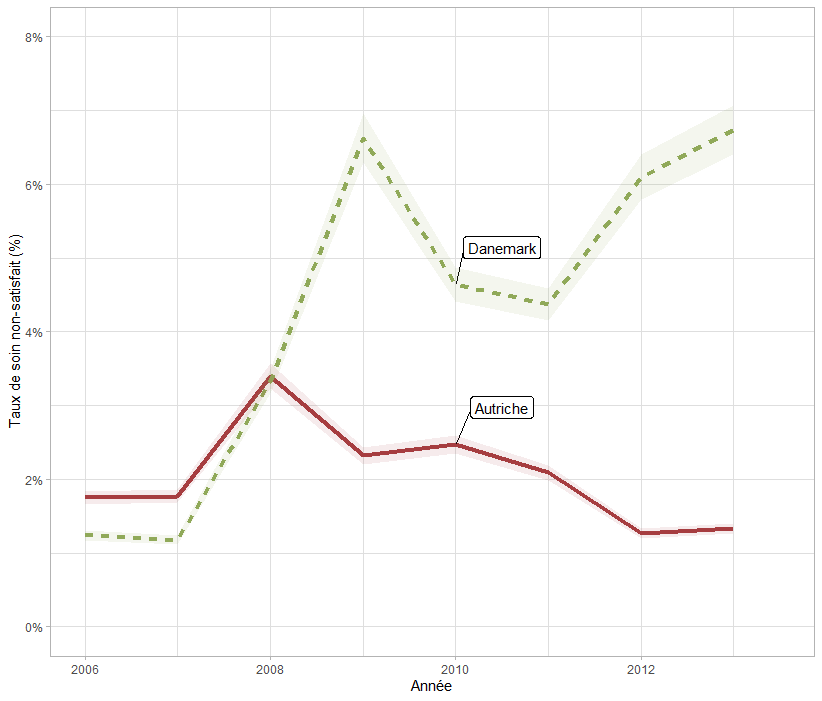 8%
6%
4%
2%
0%
Taux de soin non-satisfait (%)
Danemark
Autriche
2006
2008
2010
2012
Année